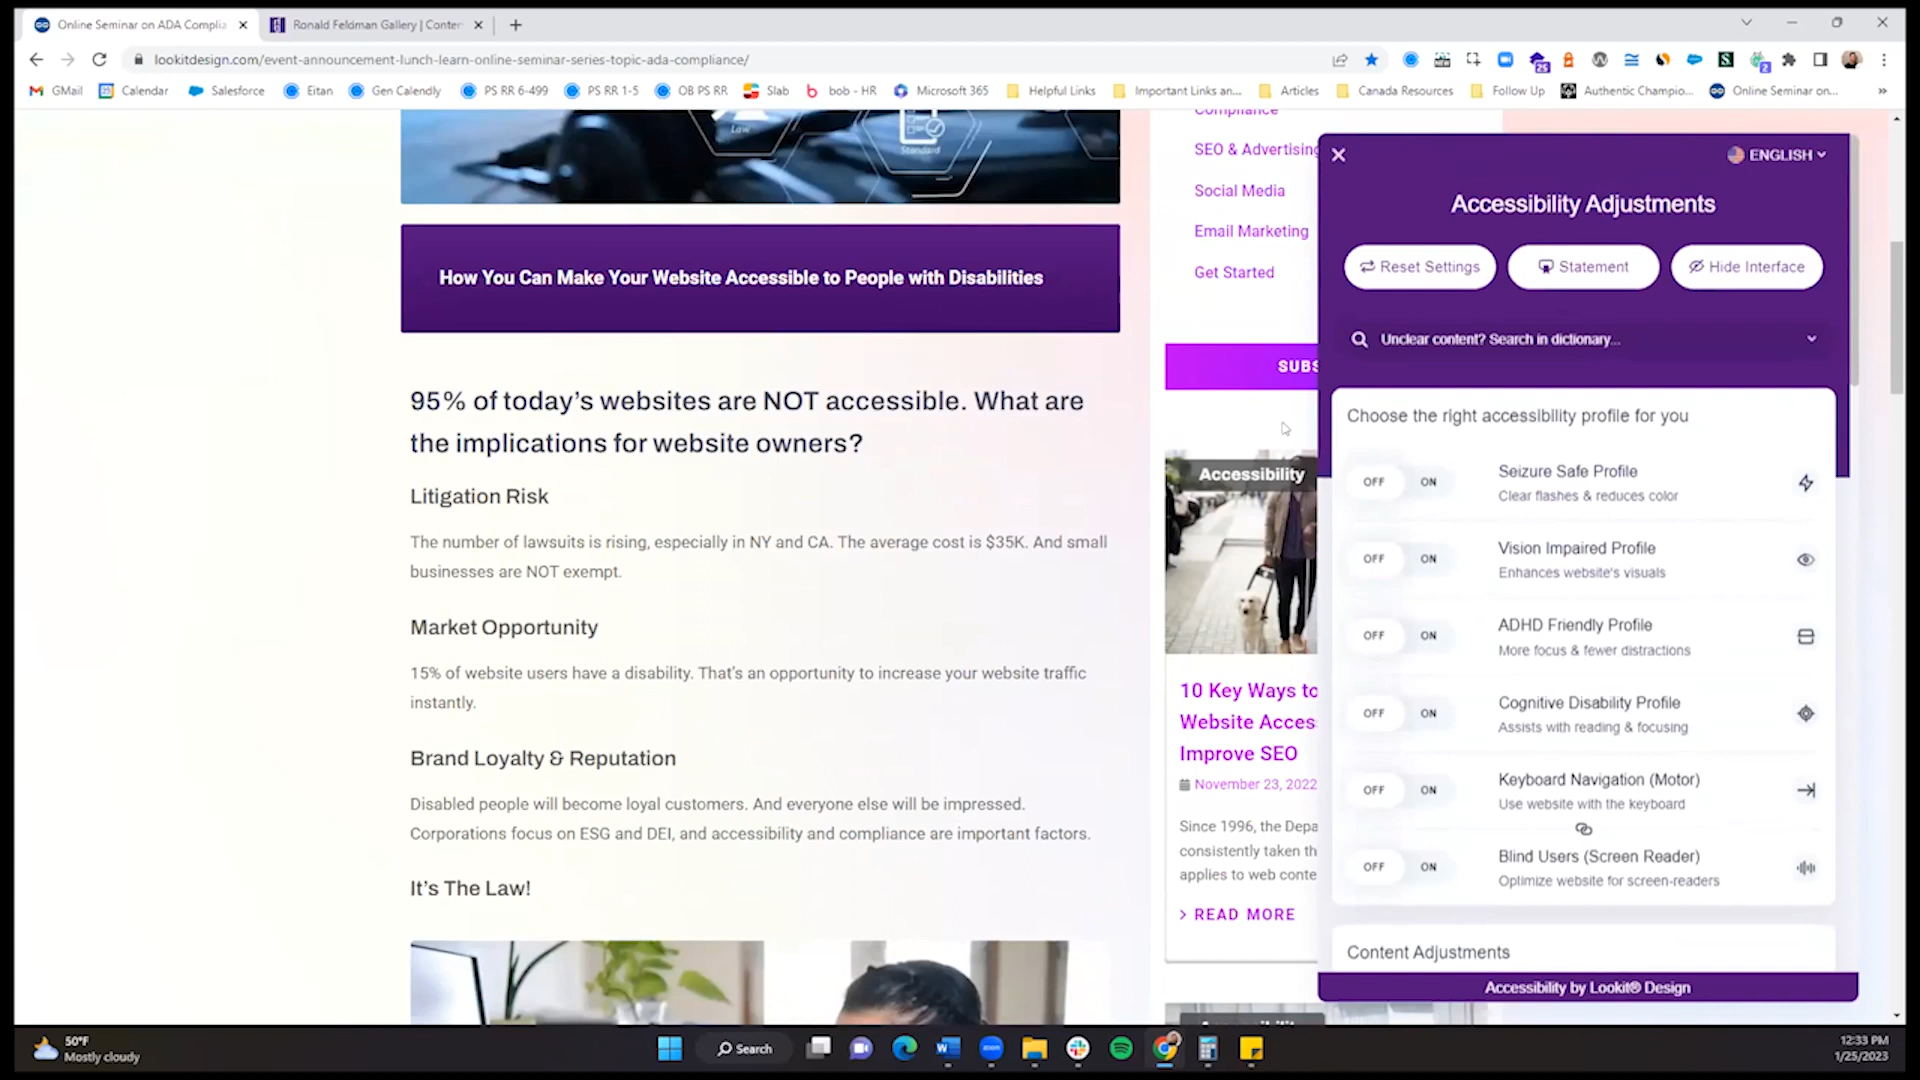 Online Seminar on ADA Complia
Ronald Feldman Gallery | Conter
lookitdesign.com/event-announcement-lunch-learn-online-seminar-series-topic-ada-compliance/
25
2
GMail
Calendar
Salesforce
Eitan
Gen Calendly
PS RR 6-499
PS RR 1-5
OB PS RR
Slab
bob - HR
Microsoft 365
Helpful Links
Important Links an...
Articles
Canada Resources
Follow Up
Authentic Champio...
Online Seminar on...
Law
Standard
How You Can Make Your Website Accessible to People with Disabilities
95% of today's websites are NOT accessible. What are
the implications for website owners?
Litigation Risk
The number of lawsuits is rising, especially in NY and CA. The average cost is $35K. And small
businesses are NOT exempt.
Market Opportunity
15% of website users have a disability. That's an opportunity to increase your website traffic
instantly.
Brand Loyalty & Reputation
Disabled people will become loyal customers. And everyone else will be impressed.
Corporations focus on ESG and DEI, and accessibility and compliance are important factors.
It's The Law!
Compliance
SEO & Advertising
Social Media
Email Marketing
Get Started
SUBS
Accessibility
10 Key Ways to
Website Acces
Improve SEO
November 23, 2022
Since 1996, the Depa
consistently taken th
applies to web conte
> READ MORE
ENGLISH
Accessibility Adjustments
Reset Settings
Statement
Hide Interface
Unclear content? Search in dictionary...
Choose the right accessibility profile for you
OFF ON Seizure Safe Profile
Clear flashes & reduces color
OFF ON Vision Impaired Profile
Enhances website's visuals
OFF ON ADHD Friendly Profile
More focus & fewer distractions
OFF ON Cognitive Disability Profile
Assists with reading & focusing
OFF ON Keyboard Navigation (Motor)
Use website with the keyboard
OFF ON Blind Users (Screen Reader)
Optimize website for screen-readers
Content Adjustments
Accessibility by Lookit® Design
50°F
Mostly cloudy
Search
zoom
12:33 PM
1/25/2023